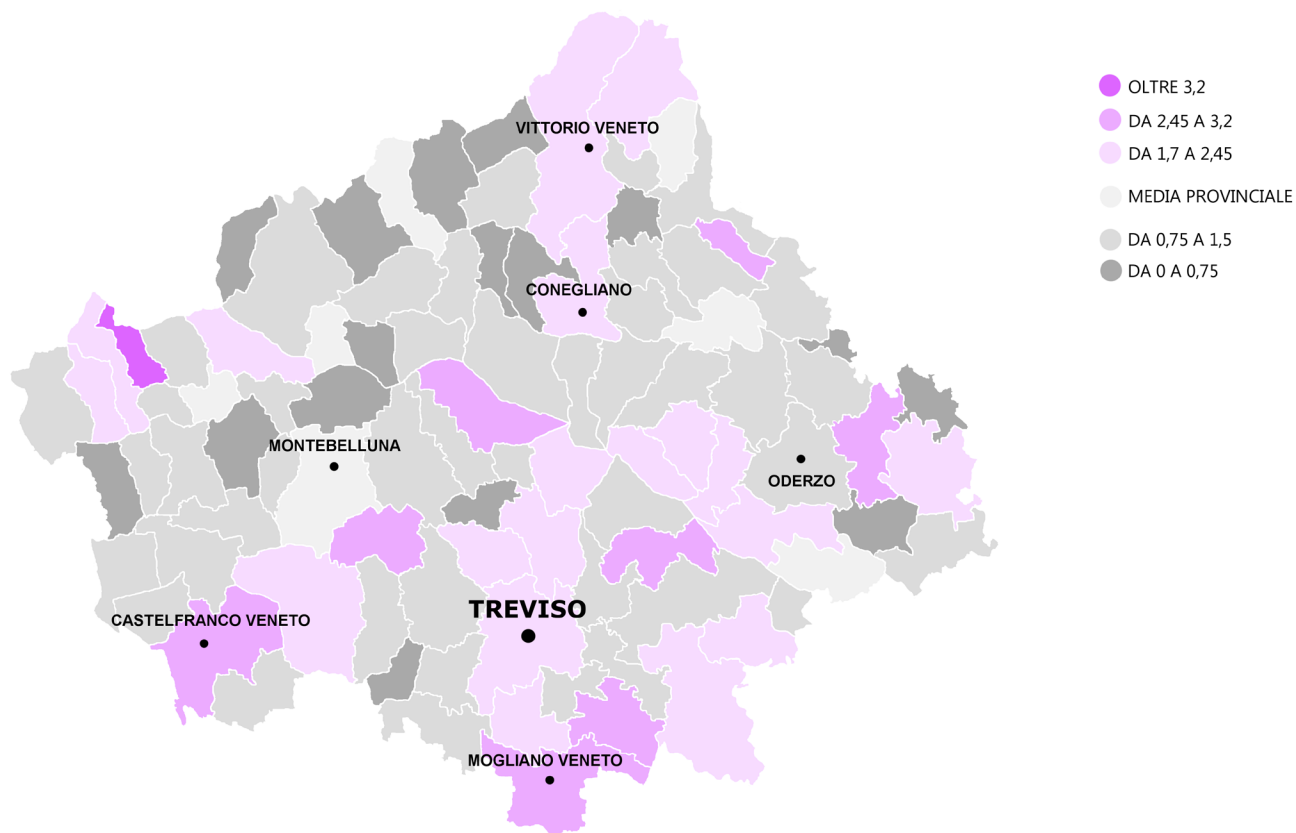 OLTRE 3,2
DA 2,45 A 3,2
DA 1,7 A 2,45
MEDIA PROVINCIALE
DA 0,75 A 1,5
DA 0 A 0,75
VITTORIO VENETO
CONEGLIANO
MONTEBELLUNA
ODERZO
TREVISO
CASTELFRANCO VENETO
MOGLIANO VENETO